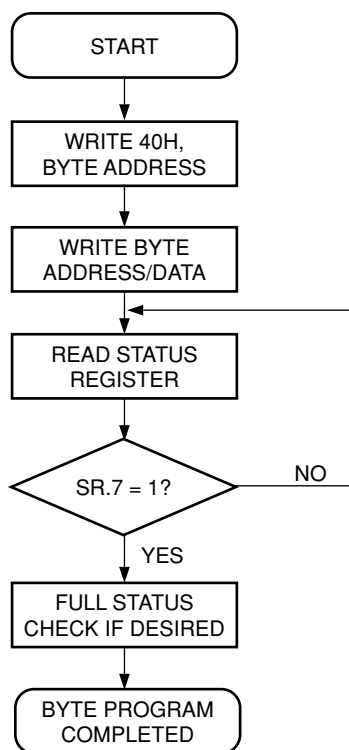 START
WRITE 40H,
BYTE ADDRESS
WRITE BYTE
ADDRESS/DATA
READ STATUS
REGISTER
SR.7 = 1?
NO
YES
FULL STATUS
CHECK IF DESIRED
BYTE PROGRAM
COMPLETED